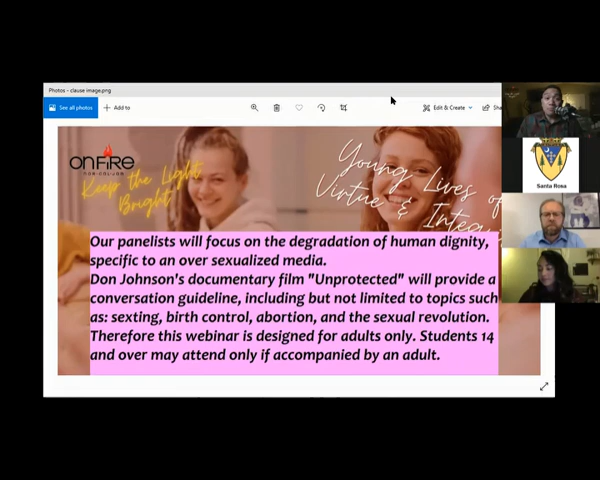 Photos - clause image.png
See all photos
Add to
Edit & Create
ONFIRE
Keep the Light
Bright
Young Lives of
Virtue &
Our panelists will focus on the degradation of human dignity,
specific to an over sexualized media.
Don Johnson's documentary film "Unprotected" will provide a
conversation guideline, including but not limited to topics such
as: sexting, birth control, abortion, and the sexual revolution.
Therefore this webinar is designed for adults only. Students 14
and over may attend only if accompanied by an adult.
Santa Rosa